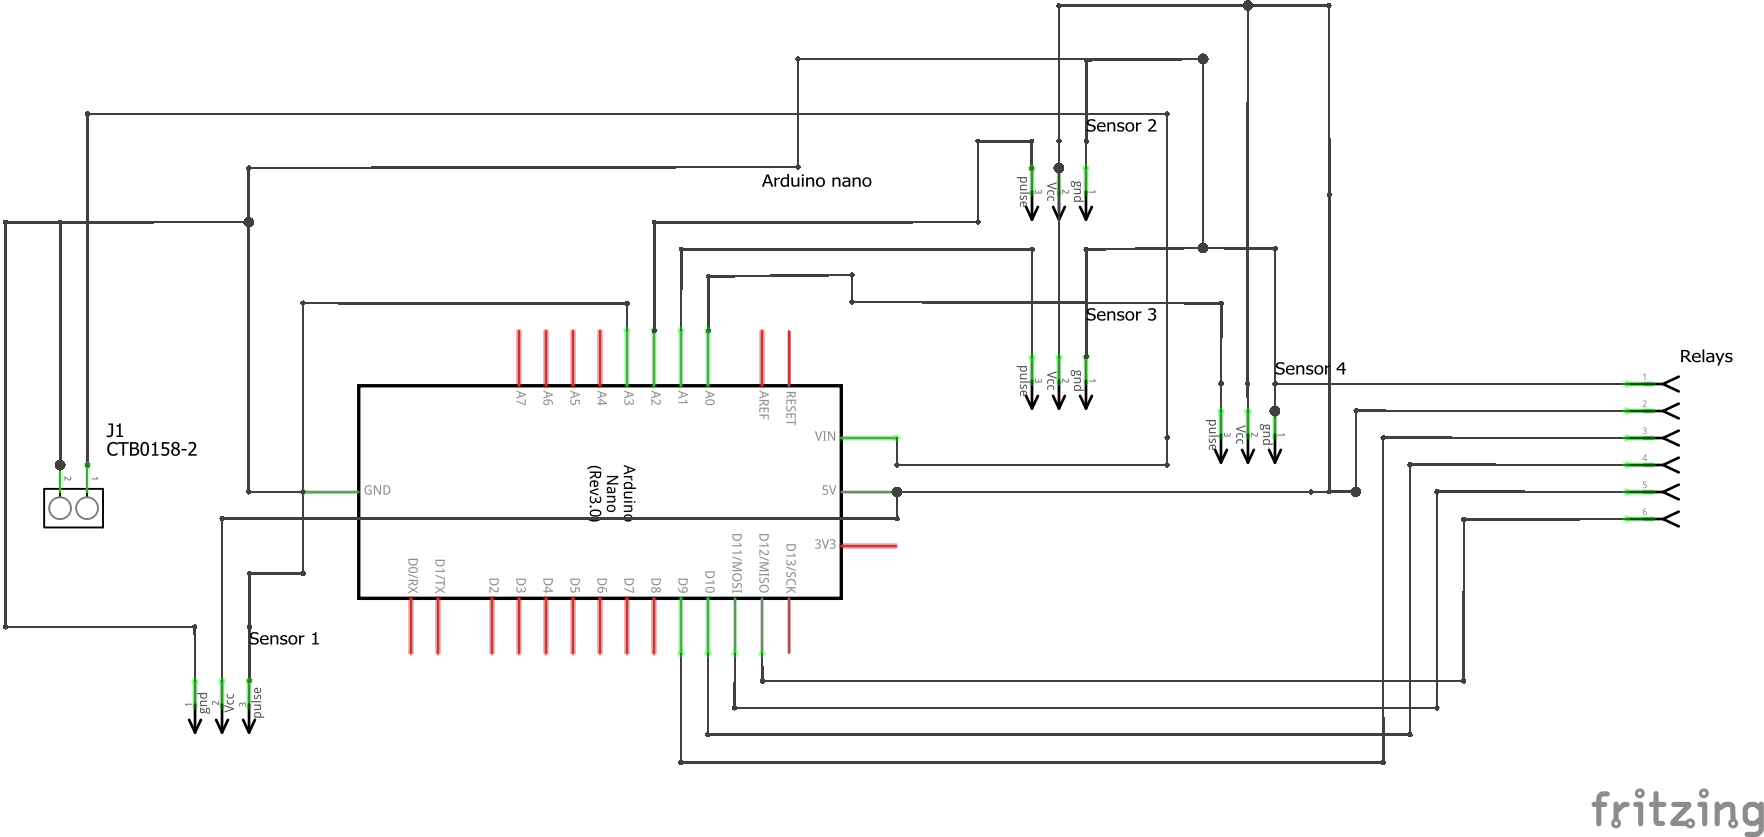 Sensor 2
pulse
3
Vcc
2
gnd
1
Arduino nano
Sensor 3
pulse
3
Vcc
2
gnd
1
Sensor 4
pulse
3
Vcc
2
gnd
1
Relays
1
2
3
4
5
6
J1
CTB0158-2
2
1
A7
A6
A5
A4
A3
A2
A1
A0
AREF
RESET
VIN
GND
5V
3V3
Arduino
Nano
(Rev3.0)
D0/RX
D1/TX
D2
D3
D4
D5
D6
D7
D8
D9
D10
D11/MOSI
D12/MISO
D13/SCK
Sensor 1
1
gnd
2
Vcc
3
pulse
fritzing